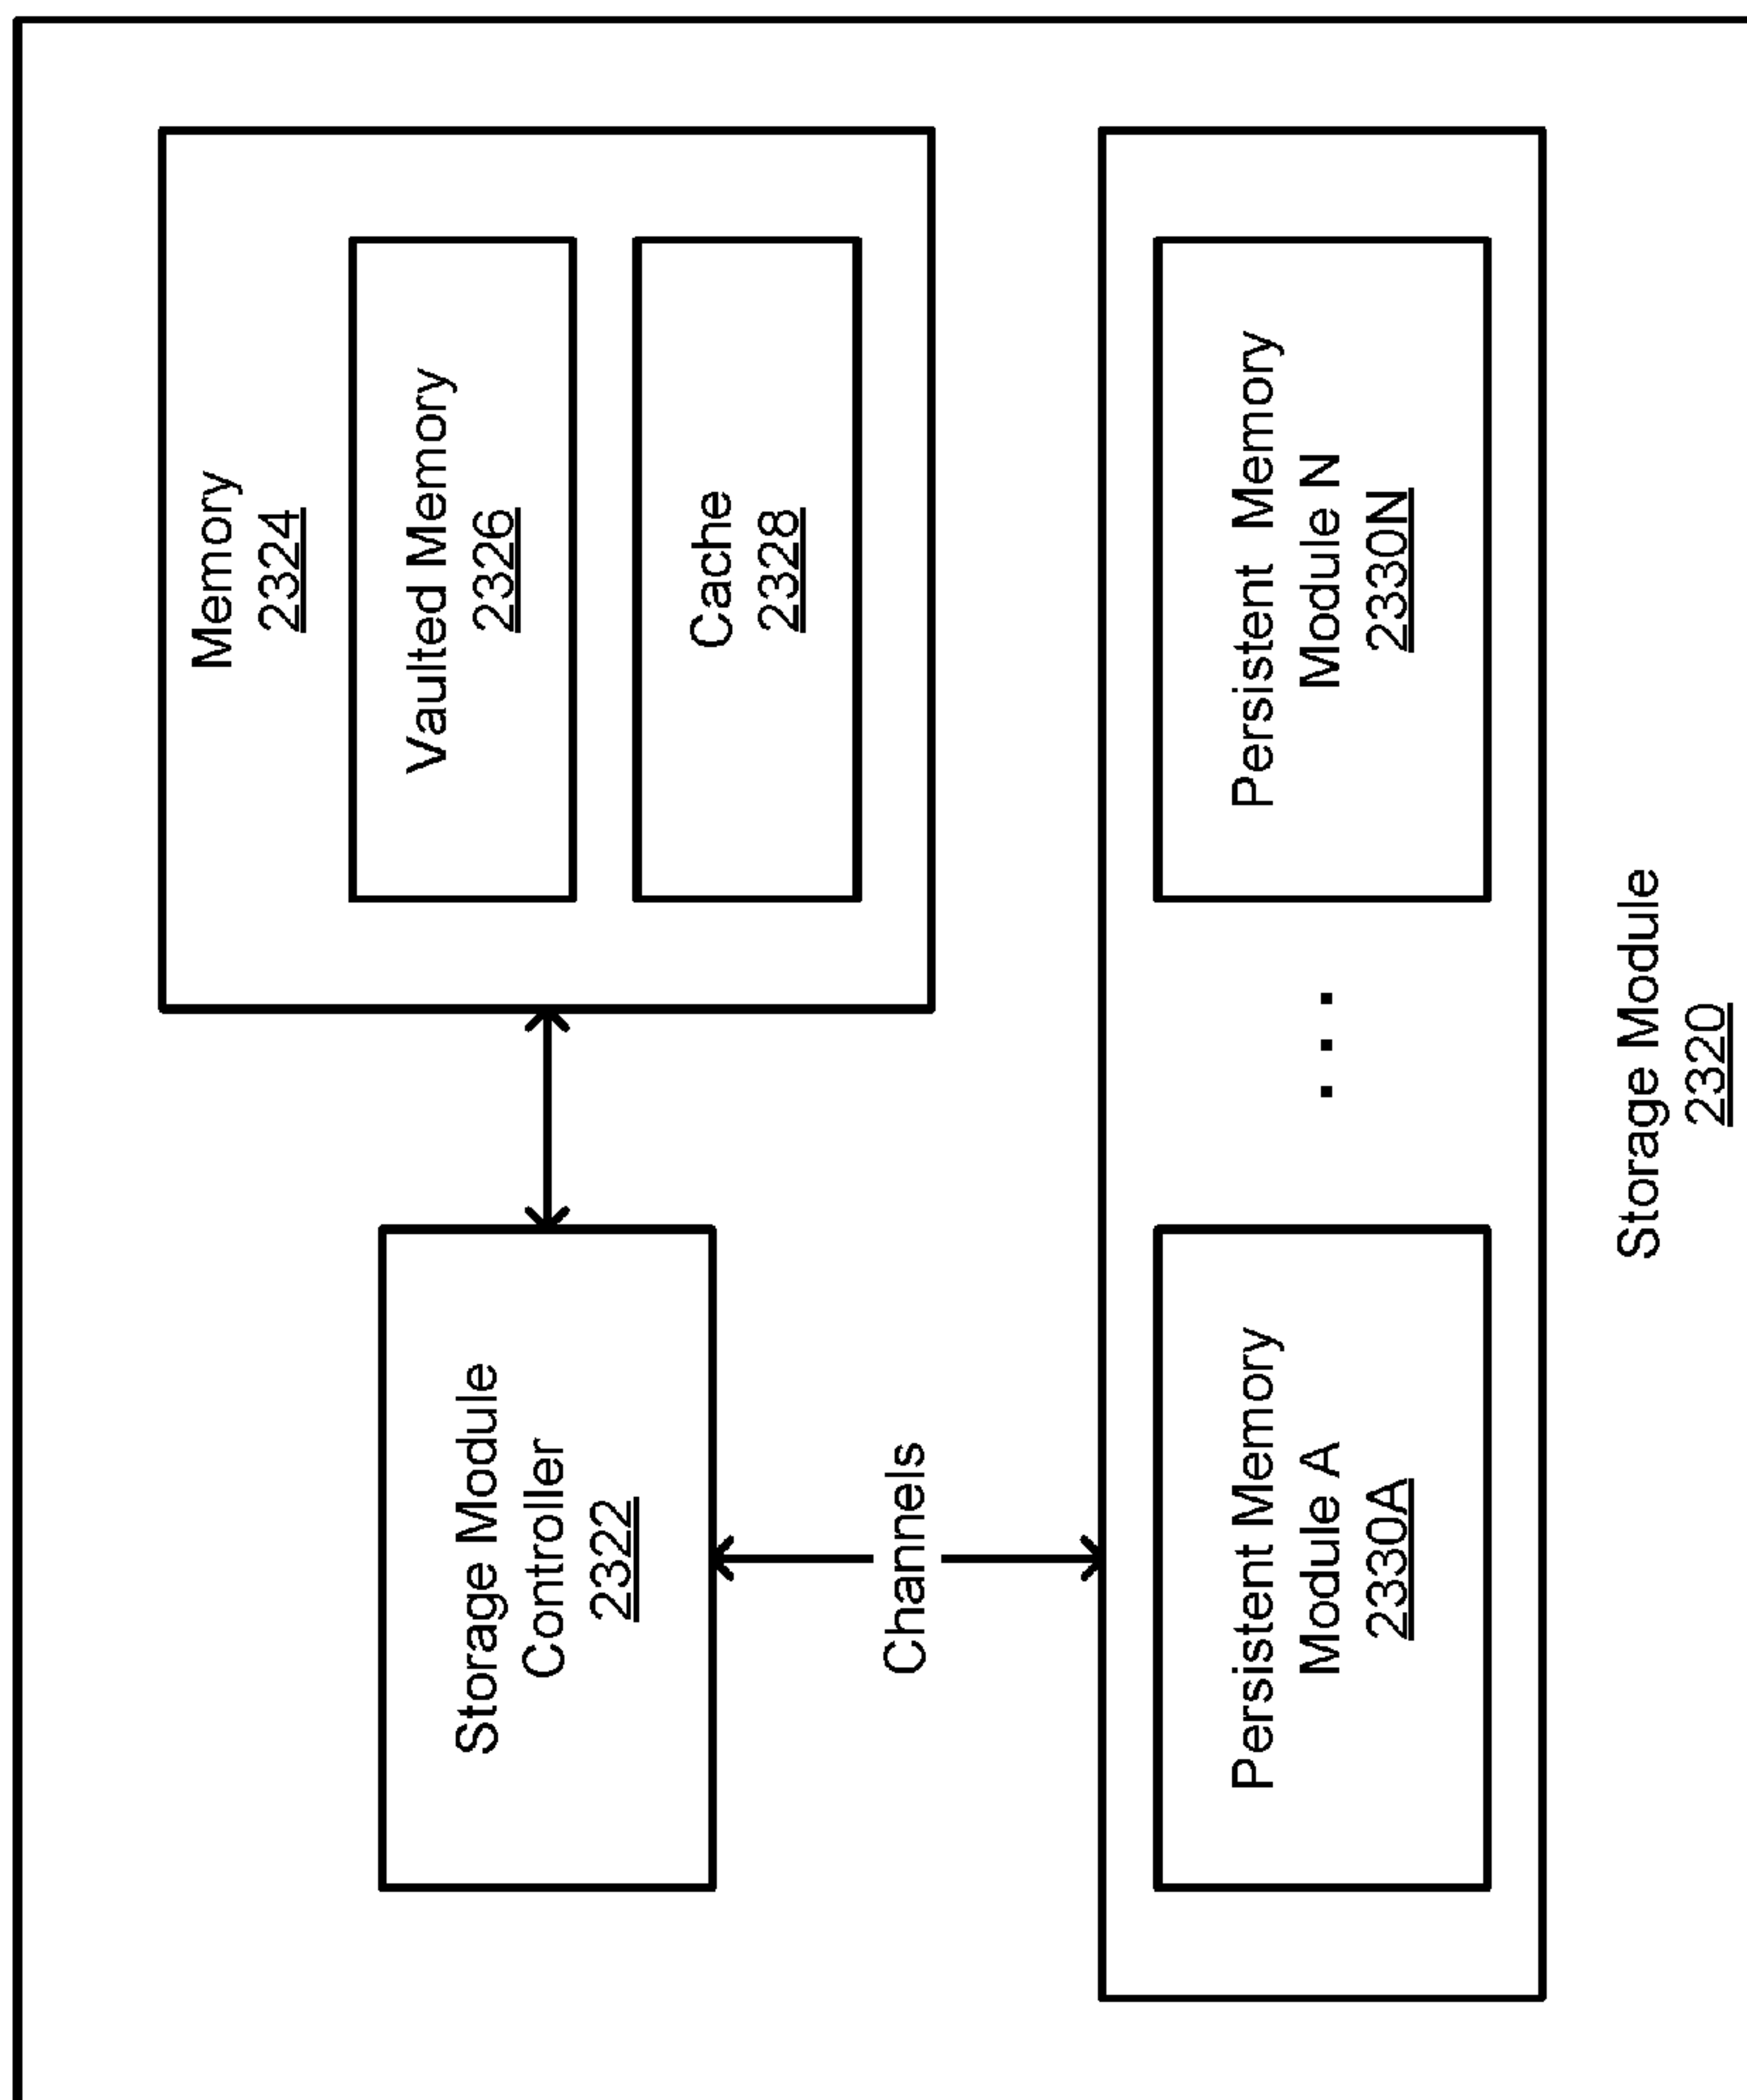 Storage Module
Controller
2322
Memory
2324
Vaulted Memory
2326
Cache
2328
Channels
Persistent Memory
Module A
2330A
. . .
Persistent Memory
Module N
2330N
Storage Module
2320